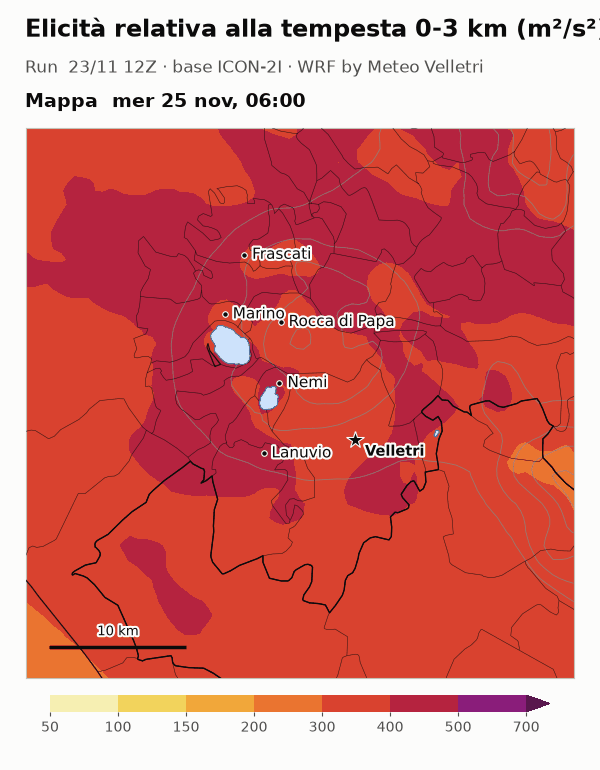 Elicità relativa alla tempesta 0-3 km (m²/s²)
Run  23/11 12Z · base ICON-2I · WRF by Meteo Velletri
Mappa  mer 25 nov, 06:00
Frascati
Marino
Rocca di Papa
Nemi
Velletri
Lanuvio
10 km
50 100 150 200 300 400 500 700